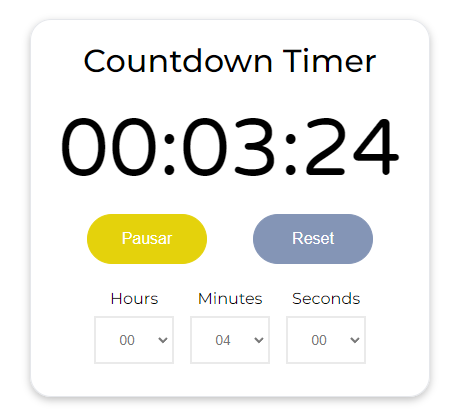 Countdown Timer
00:03:24
Pausar Reset
Hours Minutes Seconds
00 04 00